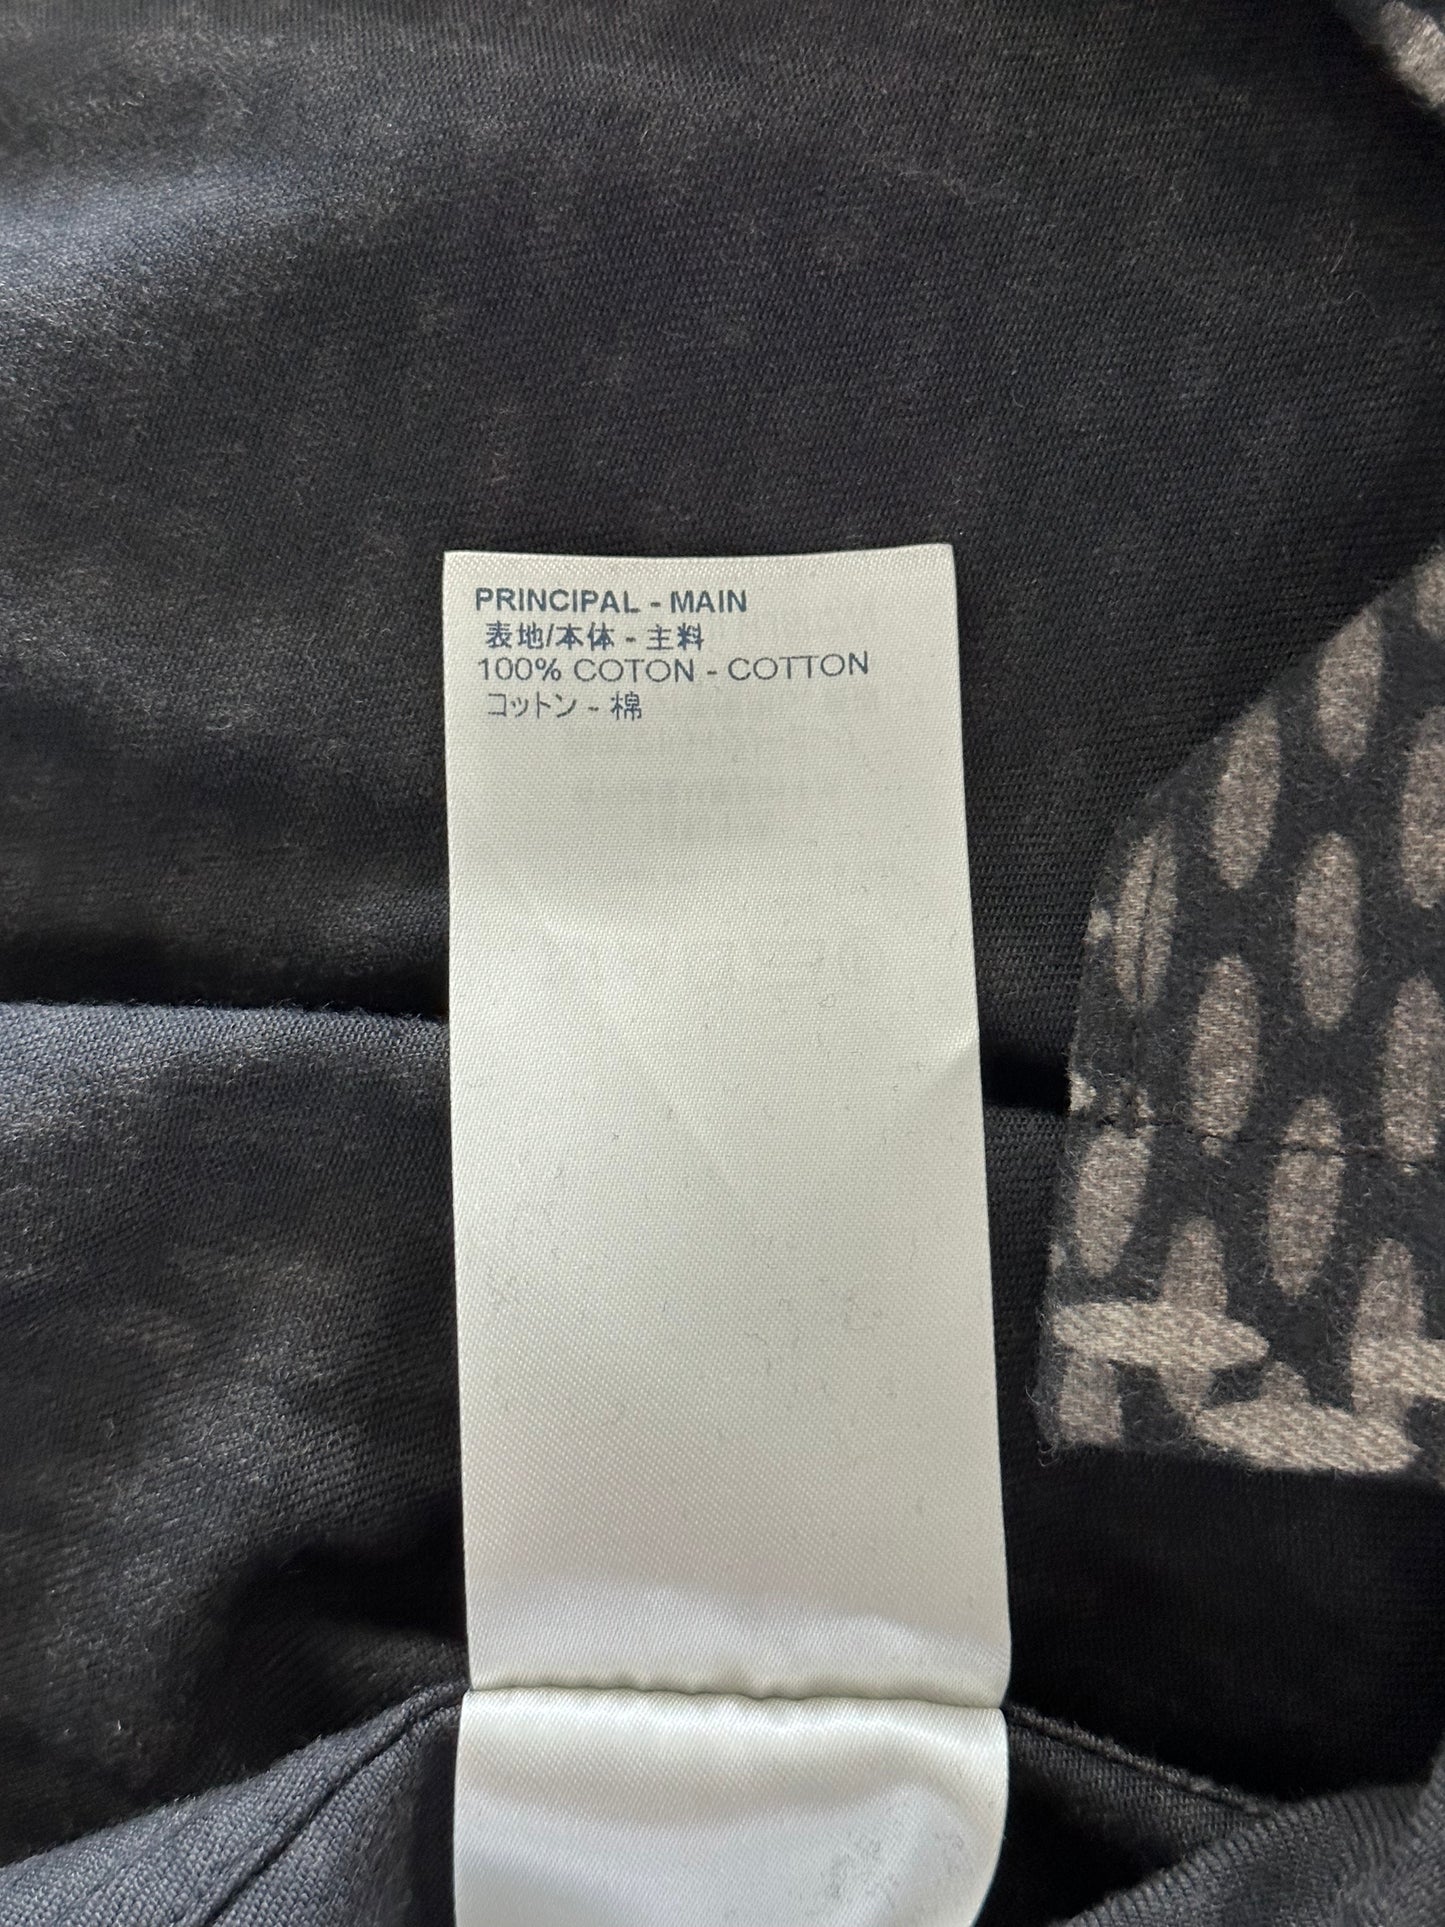 PRINCIPAL - MAIN
表地/本体 - 主料
100% COTON - COTTON
コットン - 棉